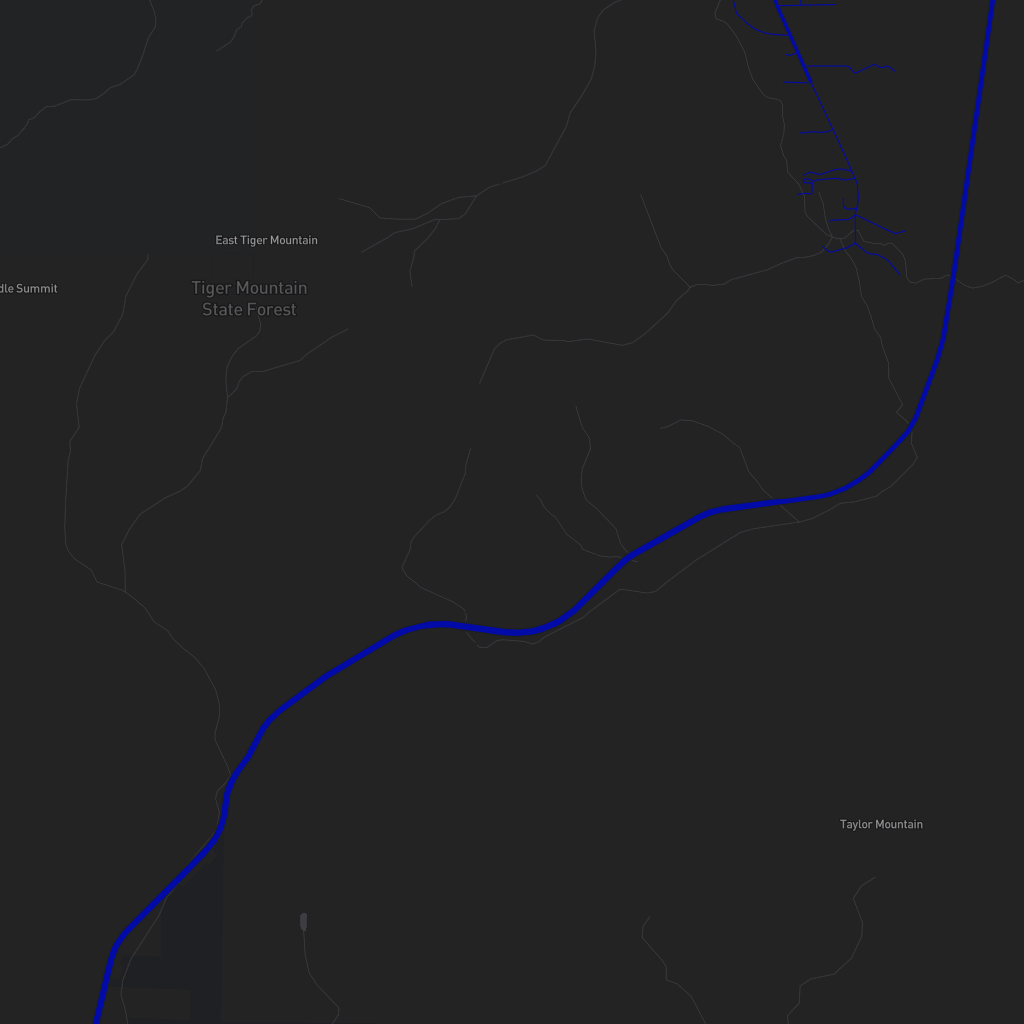 East Tiger Mountain
dle Summit
Tiger Mountain
State Forest
Taylor Mountain